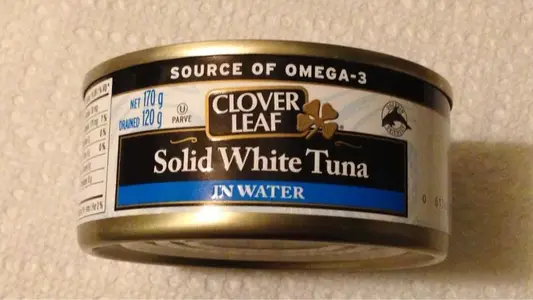 SOURCE OF OMEGA-3
NET 170 g
DRAINED 120 g
U
PARVE
CLOVER
LEAF
Solid White Tuna
IN WATER